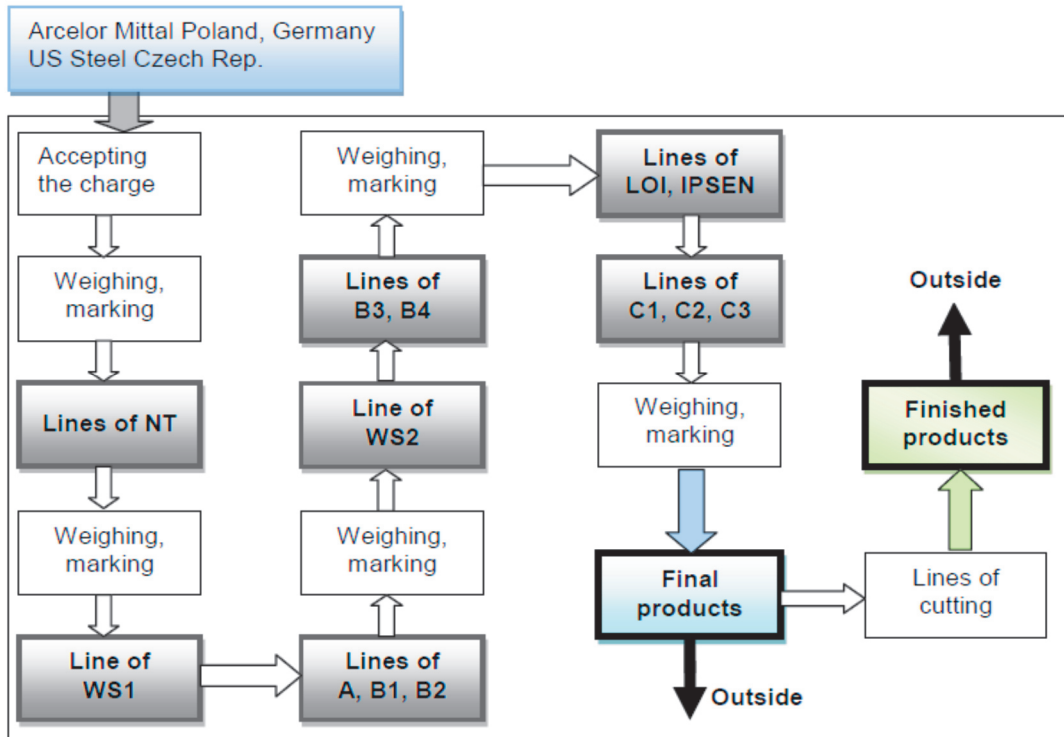 Arcelor Mittal Poland, Germany
US Steel Czech Rep.
Accepting
the charge
Weighing,
marking
Lines of NT
Weighing,
marking
Line of
WS1
Lines of
A, B1, B2
Weighing,
marking
Line of
WS2
Lines of
B3, B4
Weighing,
marking
Lines of
LOI, IPSEN
Lines of
C1, C2, C3
Weighing,
marking
Final
products
Outside
Lines of
cutting
Finished
products
Outside